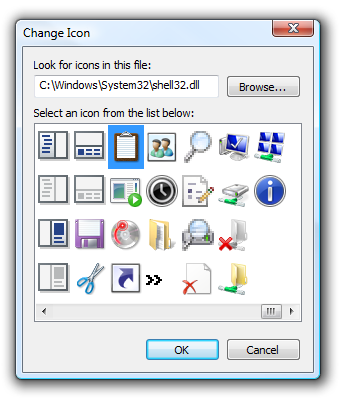 Change Icon
Look for icons in this file:
C:\Windows\System32\shell32.dll
Browse...
Select an icon from the list below:
OK
Cancel